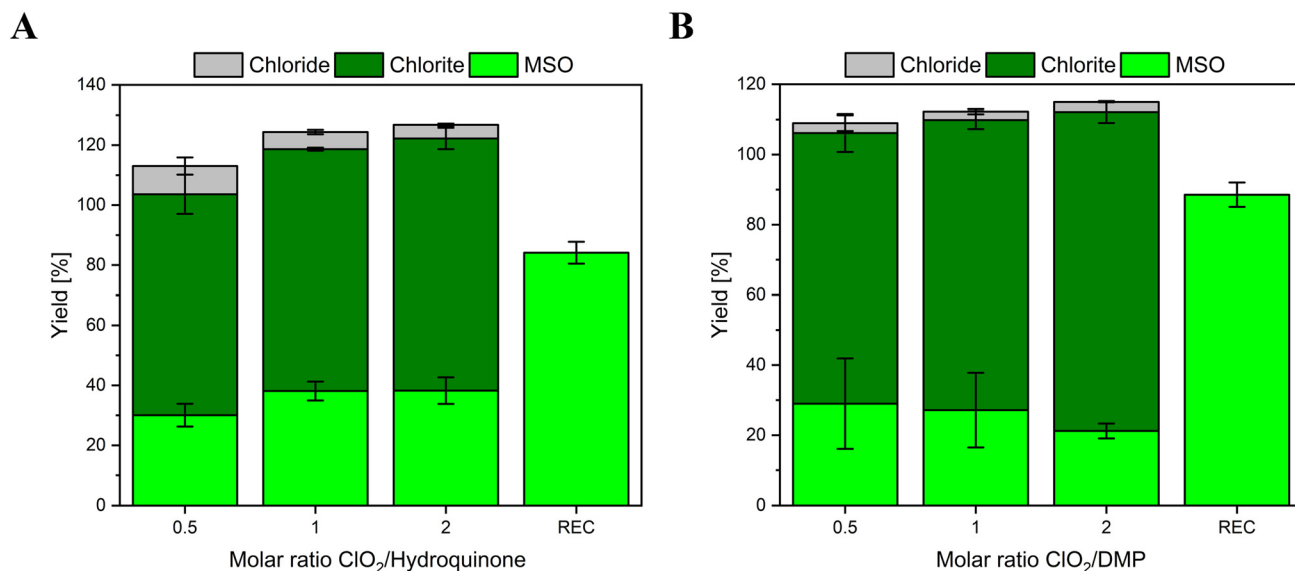 A
Chloride Chlorite MSO
140
120
100
80
60
40
20
0
Yield [%]
0.5 1 2 REC
Molar ratio ClO₂/Hydroquinone
B
Chloride Chlorite MSO
120
100
80
60
40
20
0
Yield [%]
0.5 1 2 REC
Molar ratio ClO₂/DMP